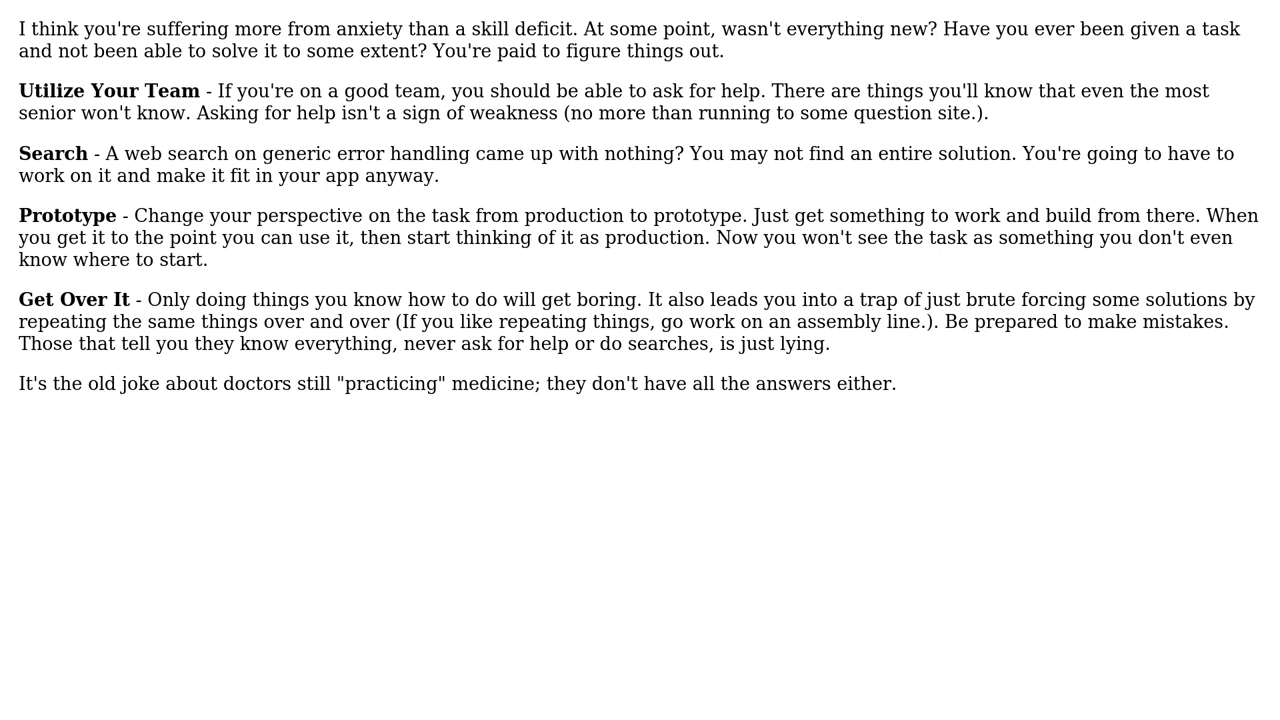 I think you're suffering more from anxiety than a skill deficit. At some point, wasn't everything new? Have you ever been given a task
and not been able to solve it to some extent? You're paid to figure things out.
Utilize Your Team - If you're on a good team, you should be able to ask for help. There are things you'll know that even the most
senior won't know. Asking for help isn't a sign of weakness (no more than running to some question site.).
Search - A web search on generic error handling came up with nothing? You may not find an entire solution. You're going to have to
work on it and make it fit in your app anyway.
Prototype - Change your perspective on the task from production to prototype. Just get something to work and build from there. When
you get it to the point you can use it, then start thinking of it as production. Now you won't see the task as something you don't even
know where to start.
Get Over It - Only doing things you know how to do will get boring. It also leads you into a trap of just brute forcing some solutions by
repeating the same things over and over (If you like repeating things, go work on an assembly line.). Be prepared to make mistakes.
Those that tell you they know everything, never ask for help or do searches, is just lying.
It's the old joke about doctors still "practicing" medicine; they don't have all the answers either.